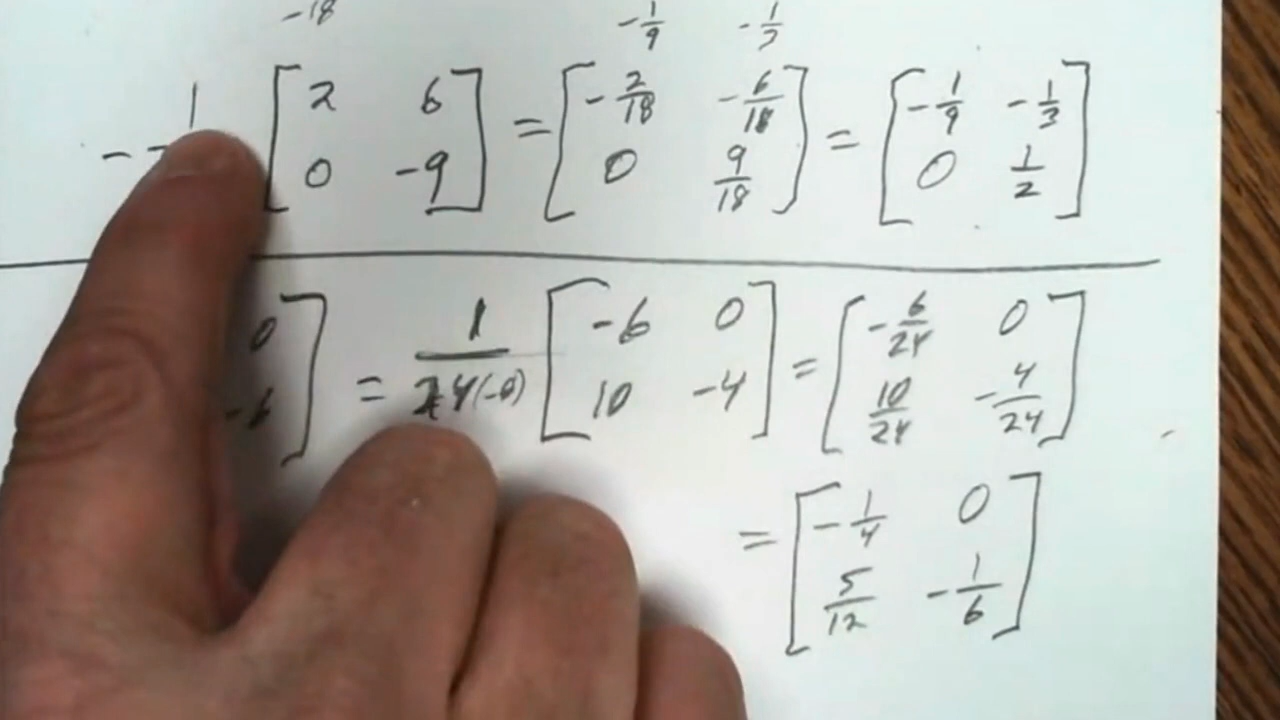 -18 -1/9 -1/3
- 1 [2 6; 0 -9] = [-2/18 -6/18; 0 9/18] = [-1/9 -1/3; 0 1/2]
0 -6 ] = 1/24(-0) [-6 0; 10 -4] = [-6/24 0; 10/24 -4/24]
= [-1/4 0; 5/12 -1/6]